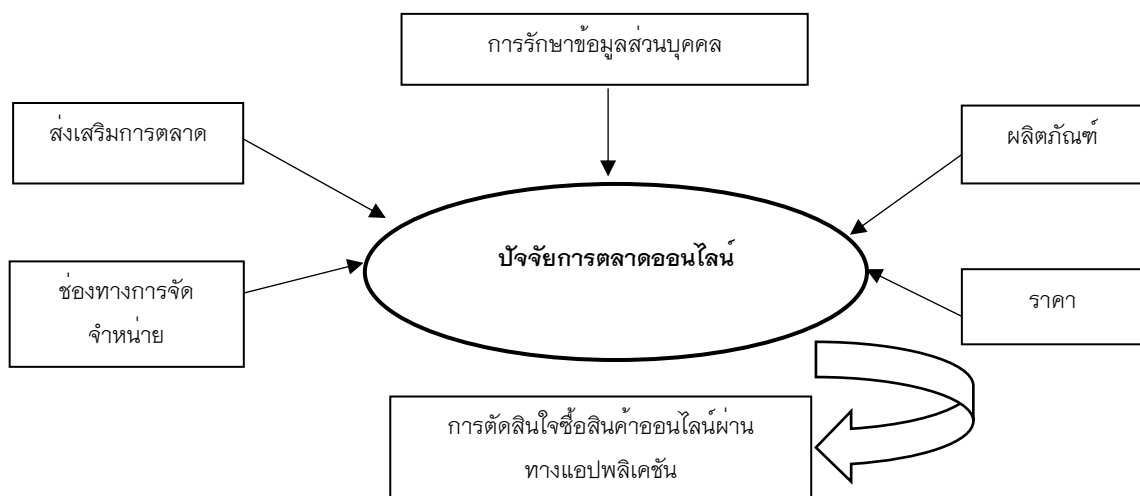 การรักษาข้อมูลส่วนบุคคล
ส่งเสริมการตลาด
ผลิตภัณฑ์
ปัจจัยการตลาดออนไลน์
ช่องทางการจัด
จำหน่าย
ราคา
การตัดสินใจซื้อสินค้าออนไลน์ผ่าน
ทางแอปพลิเคชัน